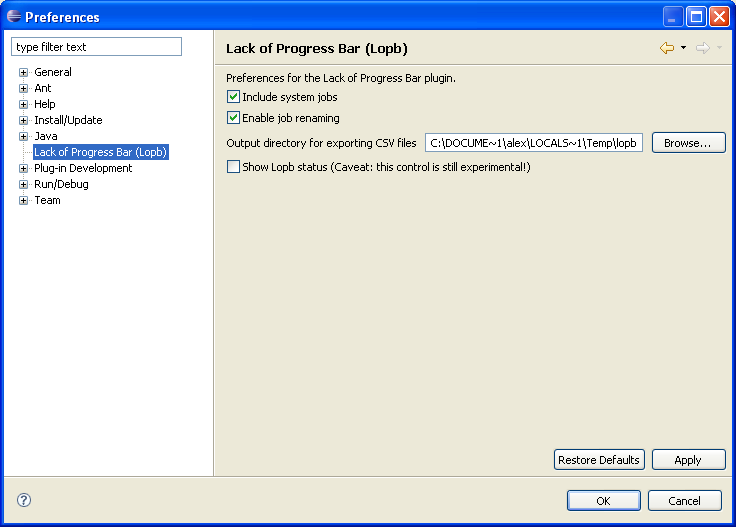 Preferences
type filter text
General
Ant
Help
Install/Update
Java
Lack of Progress Bar (Lopb)
Plug-in Development
Run/Debug
Team
Lack of Progress Bar (Lopb)
Preferences for the Lack of Progress Bar plugin.
Include system jobs
Enable job renaming
Output directory for exporting CSV files C:\DOCUME~1\alex\LOCALS~1\Temp\lopb Browse...
Show Lopb status (Caveat: this control is still experimental!)
Restore Defaults Apply
? OK Cancel